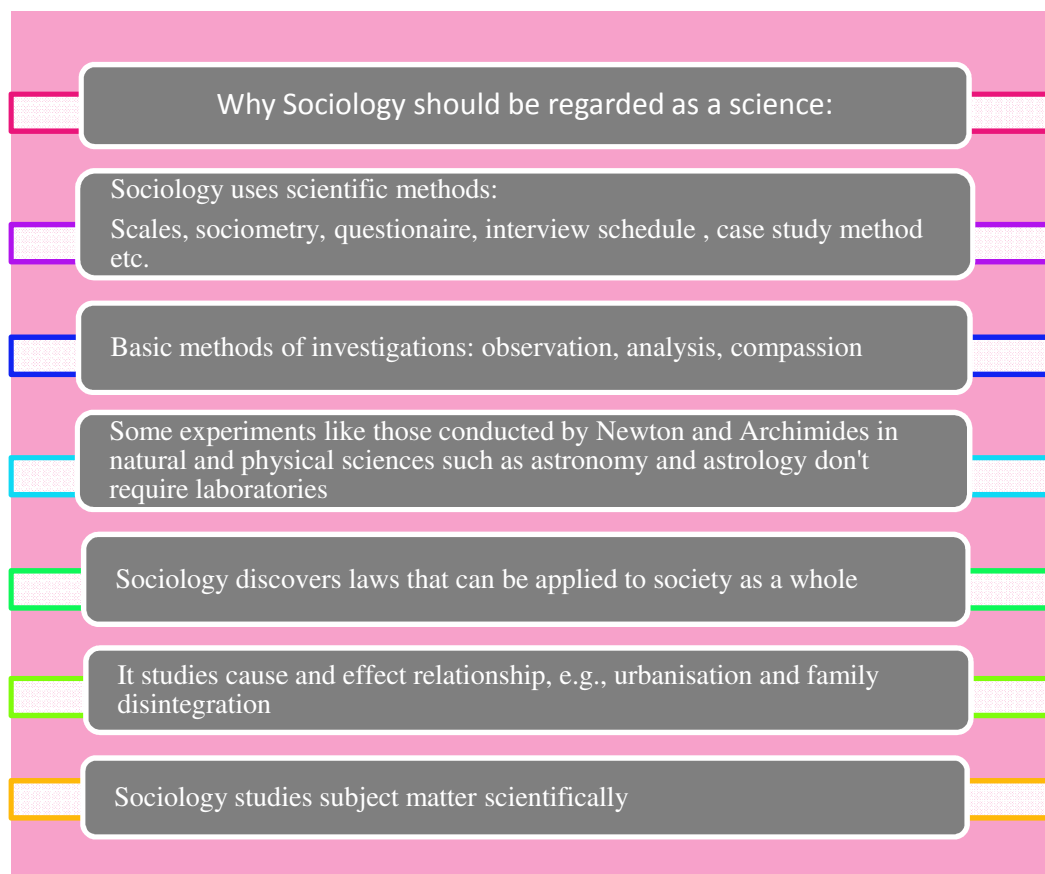 Why Sociology should be regarded as a science:
Sociology uses scientific methods:
Scales, sociometry, questionaire, interview schedule , case study method
etc.
Basic methods of investigations: observation, analysis, compassion
Some experiments like those conducted by Newton and Archimides in
natural and physical sciences such as astronomy and astrology don't
require laboratories
Sociology discovers laws that can be applied to society as a whole
It studies cause and effect relationship, e.g., urbanisation and family
disintegration
Sociology studies subject matter scientifically